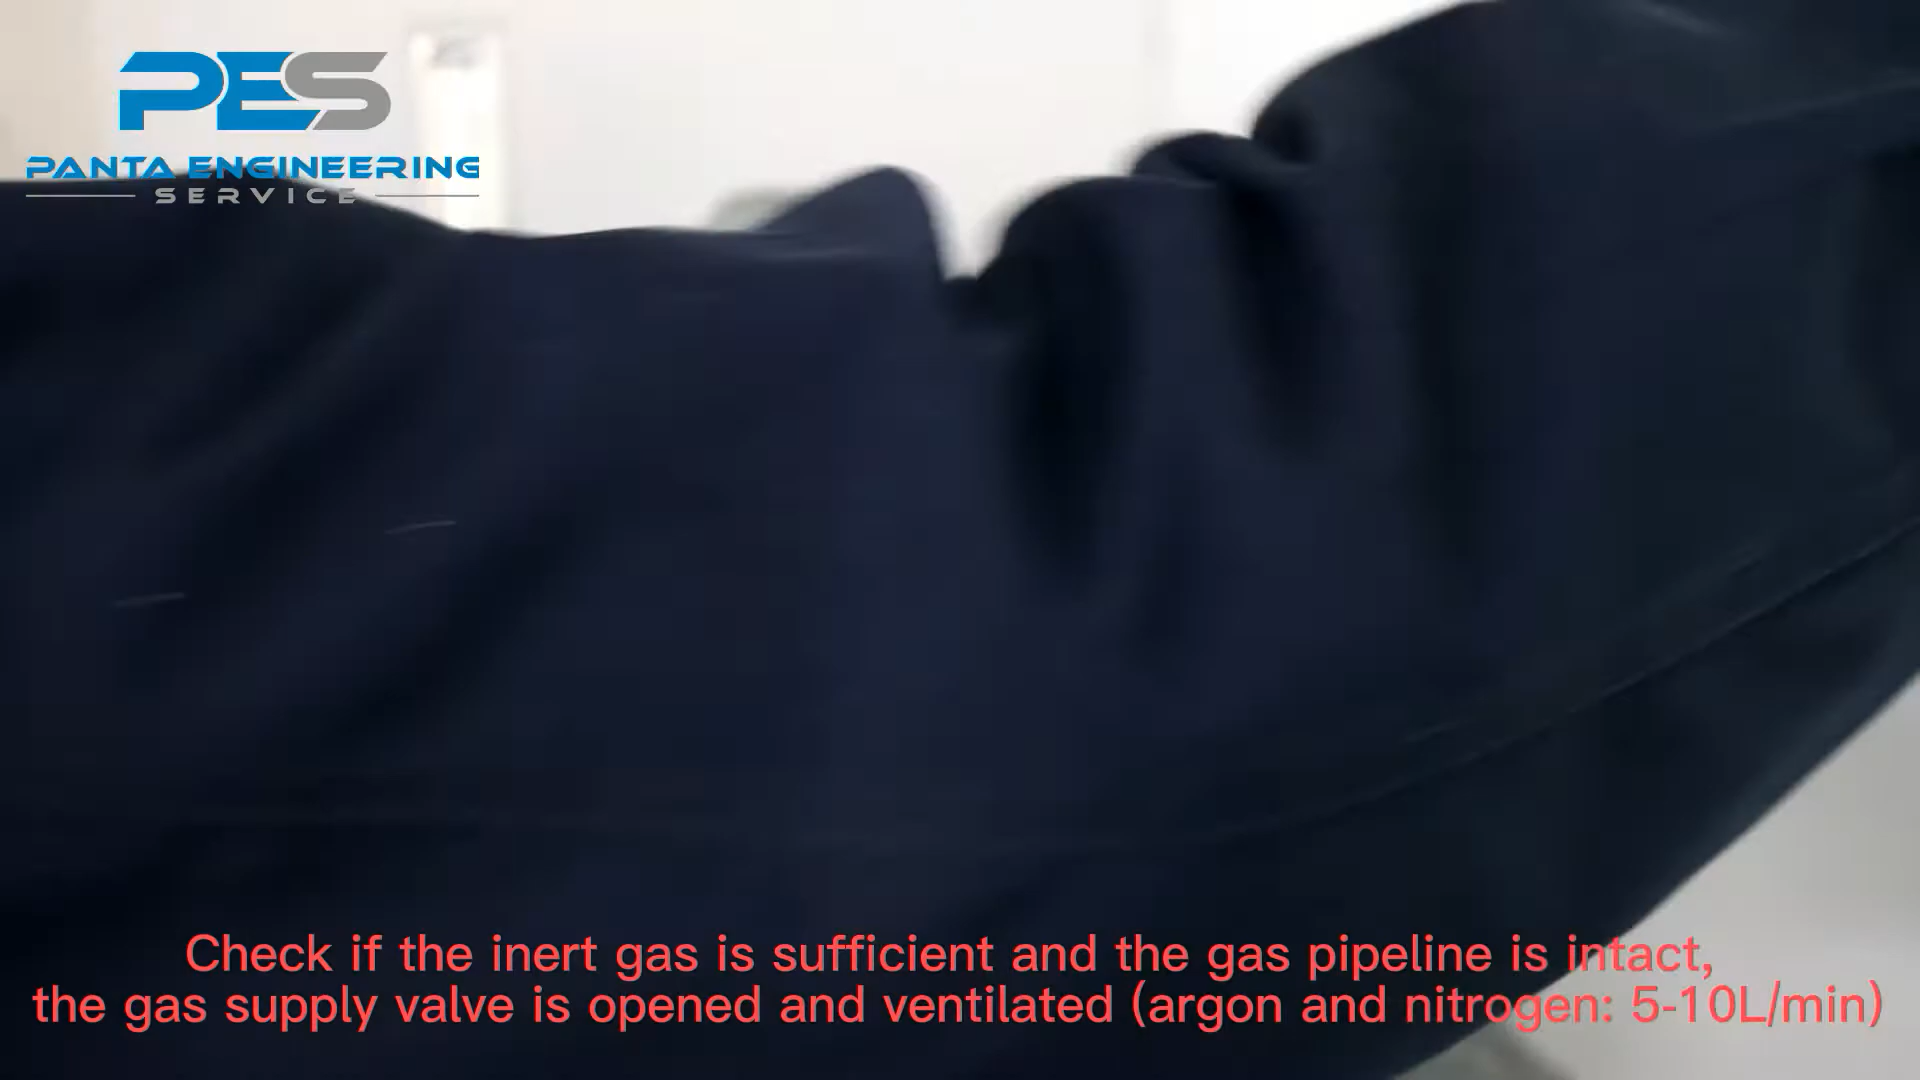 PES
PANTA ENGINEERING
SERVICE
Check if the inert gas is sufficient and the gas pipeline is intact,
the gas supply valve is opened and ventilated (argon and nitrogen: 5-10L/min)